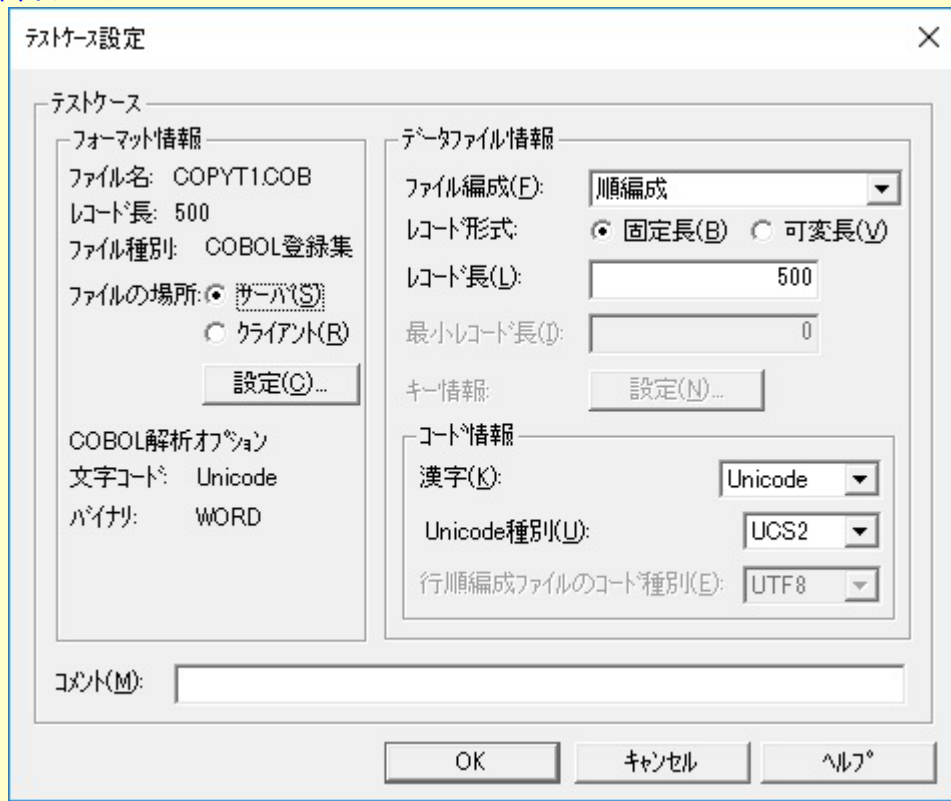 テストケース設定
テストケース
フォーマット情報
ファイル名: COPYT1.COB
レコード長: 500
ファイル種別: COBOL登録集
ファイルの場所: サーバ(S)
クライアント(R)
設定(C)...
COBOL解析オプション
文字コード: Unicode
バイナリ: WORD
データファイル情報
ファイル編成(F): 順編成
レコード形式: 固定長(B) 可変長(V)
レコード長(L): 500
最小レコード長(I): 0
キー情報: 設定(N)...
コード情報
漢字(K): Unicode
Unicode種別(U): UCS2
行順編成ファイルのコード種別(E): UTF8
コメント(M):
OK キャンセル ヘルプ